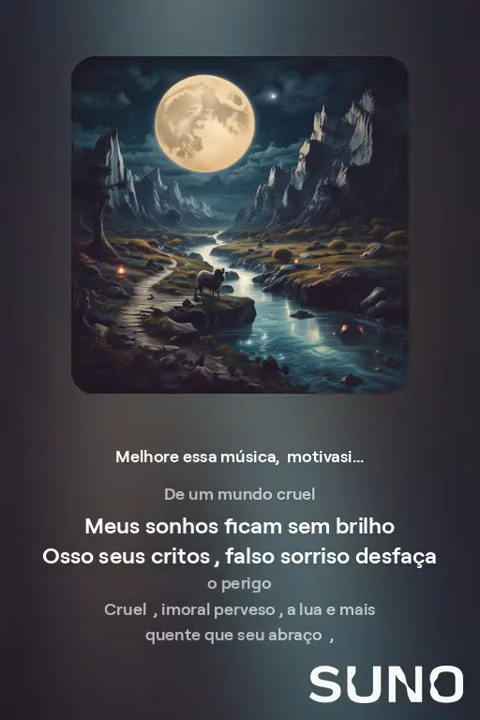 Melhore essa música, motivasi...
De um mundo cruel
Meus sonhos ficam sem brilho
Osso seus critos , falso sorriso desfaça
o perigo
Cruel , imoral perveso , a lua e mais
quente que seu abraço ,
SUNO